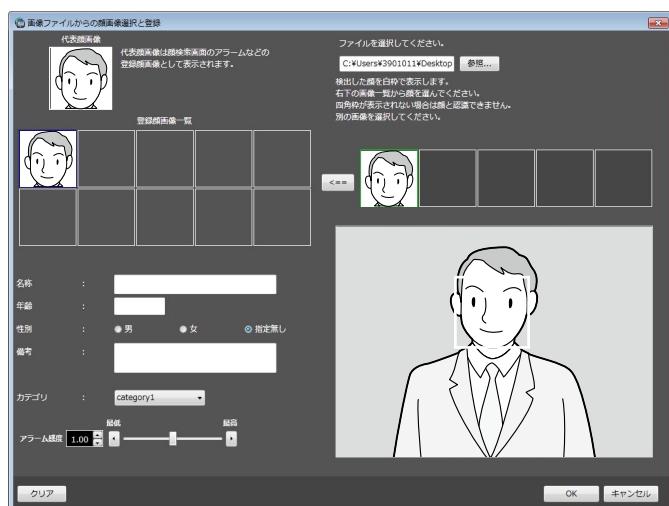 画像ファイルからの顔画像選択と登録
代表顔画像
代表顔画像は顔検索画面のアラームなどの
登録顔画像として表示されます。
ファイルを選択してください。
C:¥Users¥3901011¥Desktop
参照...
検出した顔を白枠で表示します。
右下の画像一覧から顔を選んでください。
四角枠が表示されない場合は顔と認識できません。
別の画像を選択してください。
登録顔画像一覧
<==
名称 :
年齢 :
性別 : 男 女 指定無し
備考 :
カテゴリ : category1
最低 最高
アラーム感度 1.00
クリア
OK キャンセル